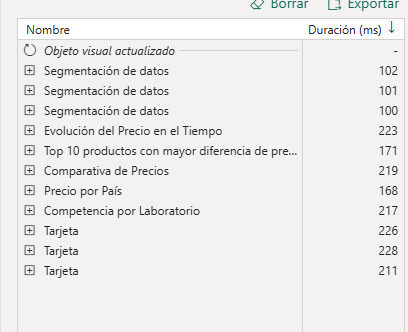 Borrar Exportar
Nombre Duración (ms)
Objeto visual actualizado -
Segmentación de datos 102
Segmentación de datos 101
Segmentación de datos 100
Evolución del Precio en el Tiempo 223
Top 10 productos con mayor diferencia de pre... 171
Comparativa de Precios 219
Precio por País 168
Competencia por Laboratorio 217
Tarjeta 226
Tarjeta 228
Tarjeta 211